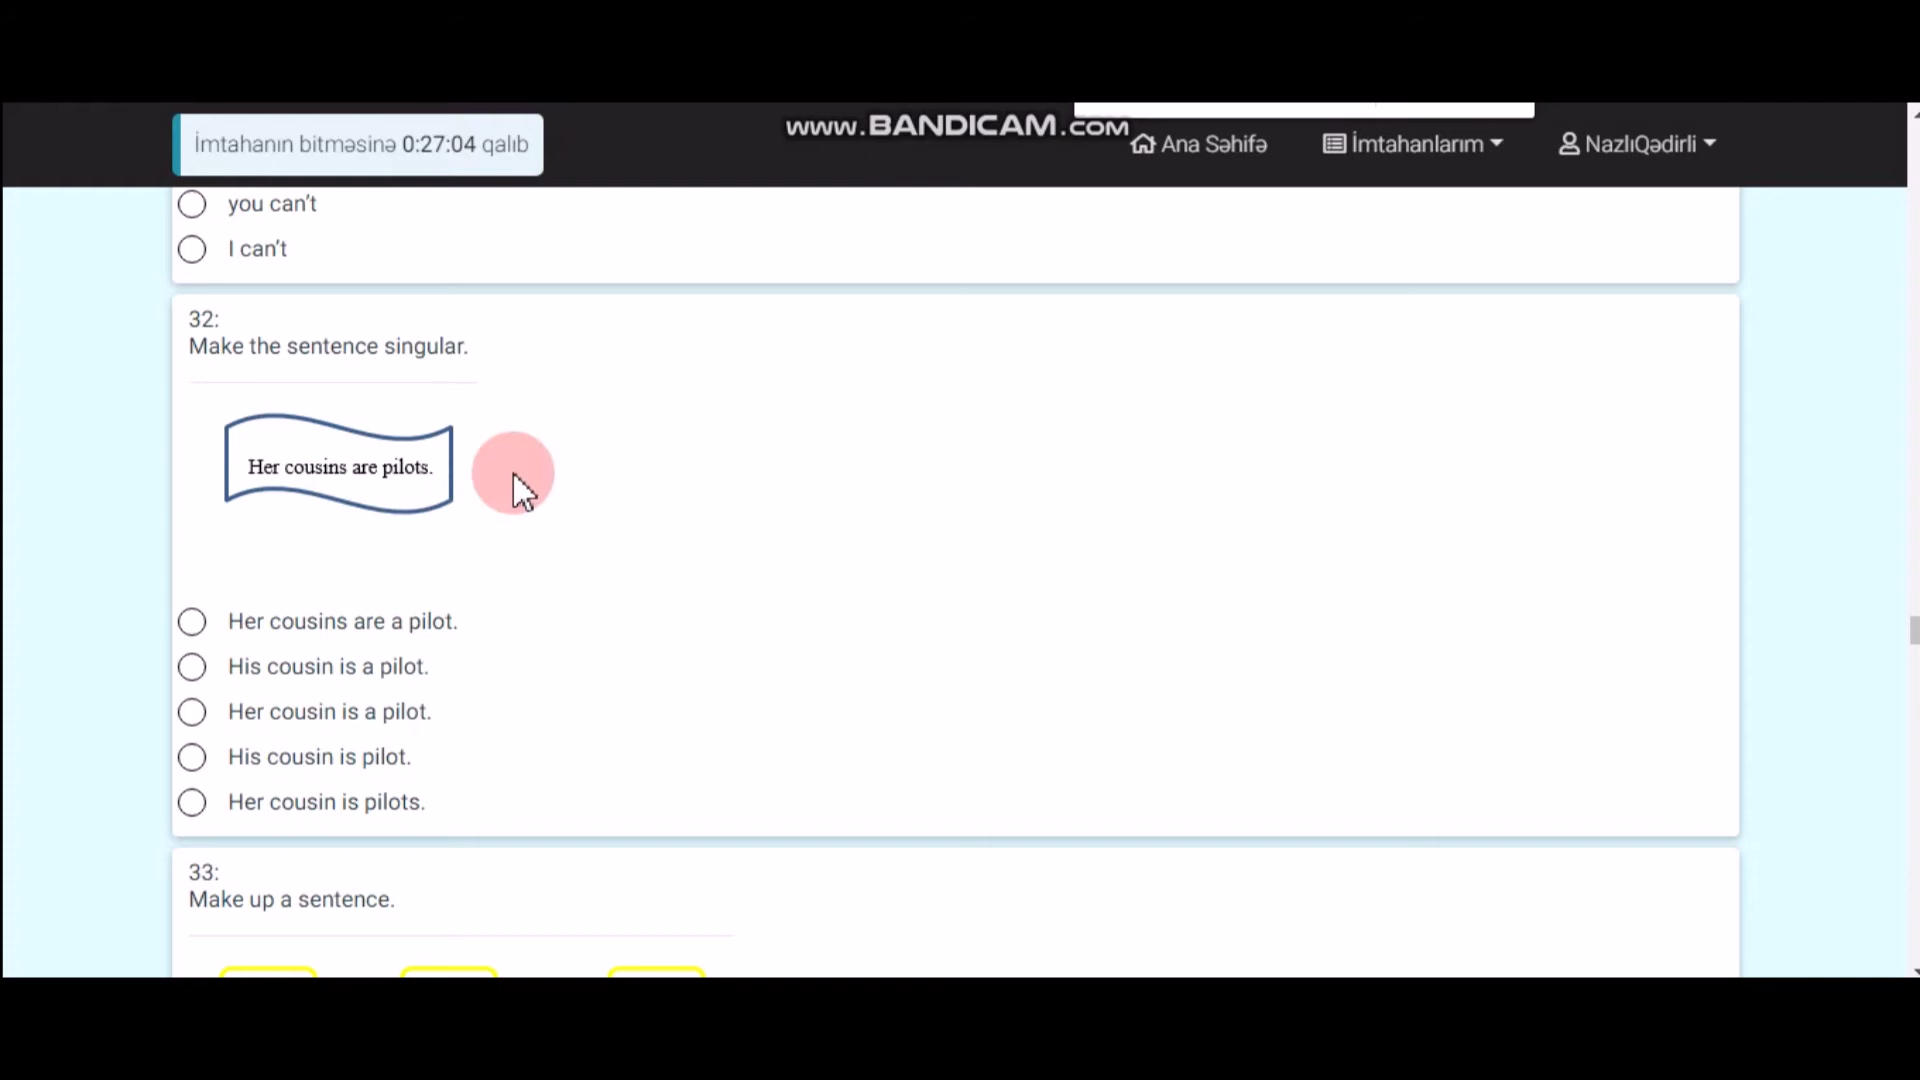 İmtahanın bitməsinə 0:27:04 qalıb
www.BANDICAM.COM
Ana Səhifə
İmtahanlarım
NazlıQədirli
you can't
I can't
32:
Make the sentence singular.
Her cousins are pilots.
Her cousins are a pilot.
His cousin is a pilot.
Her cousin is a pilot.
His cousin is pilot.
Her cousin is pilots.
33:
Make up a sentence.